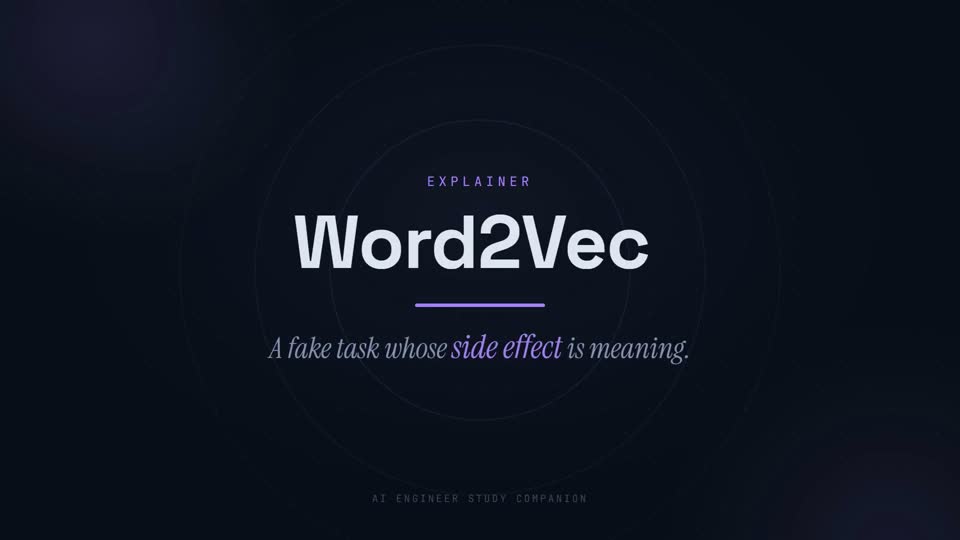 EXPLAINER
Word2Vec
A fake task whose side effect is meaning.
AI ENGINEER STUDY COMPANION